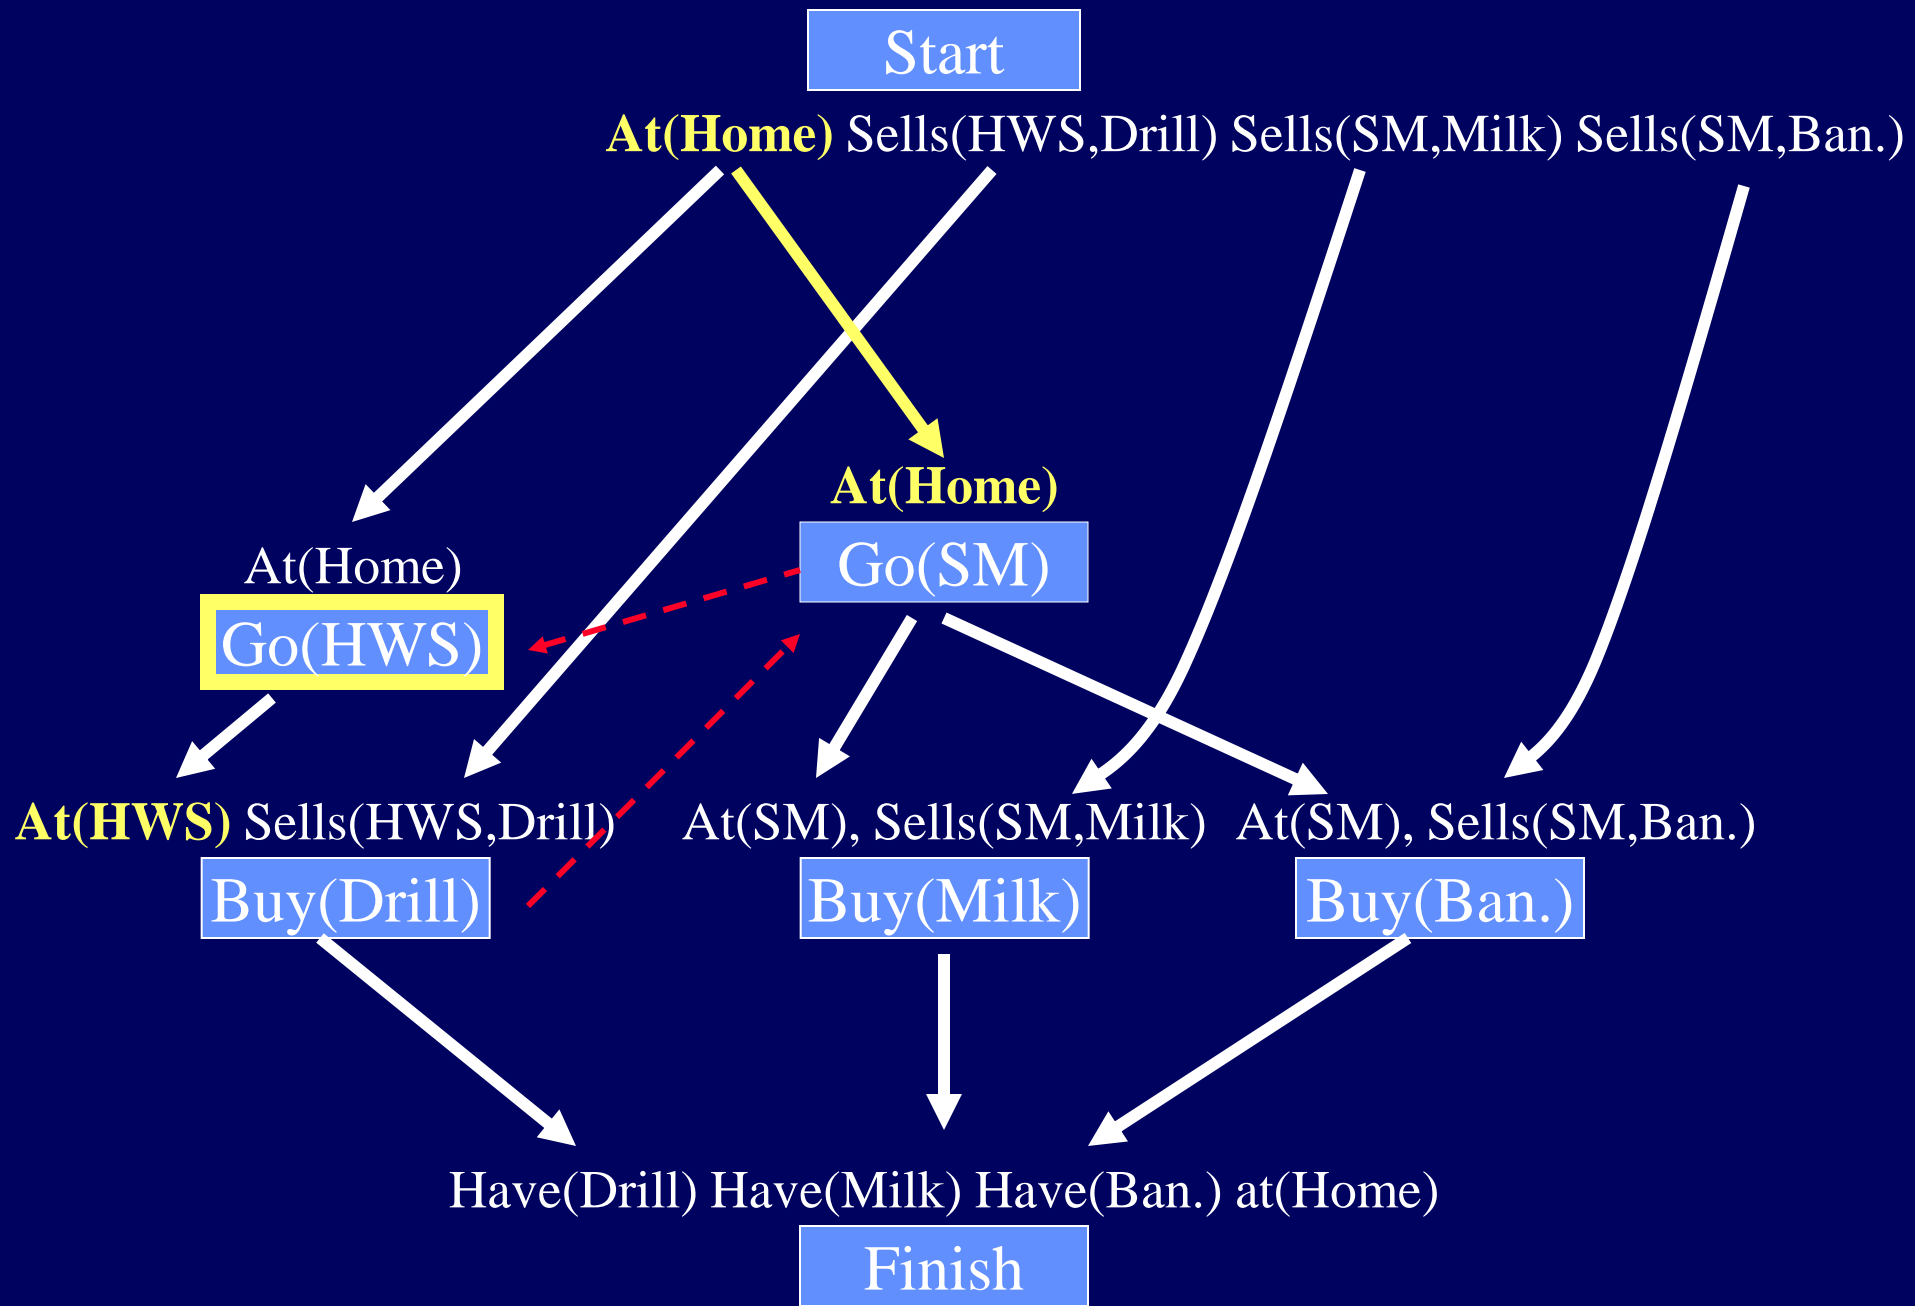 Start
At(Home) Sells(HWS,Drill) Sells(SM,Milk) Sells(SM,Ban.)
At(Home)
Go(SM)
At(Home)
Go(HWS)
At(HWS) Sells(HWS,Drill)
At(SM), Sells(SM,Milk)
At(SM), Sells(SM,Ban.)
Buy(Drill)
Buy(Milk)
Buy(Ban.)
Have(Drill) Have(Milk) Have(Ban.) at(Home)
Finish